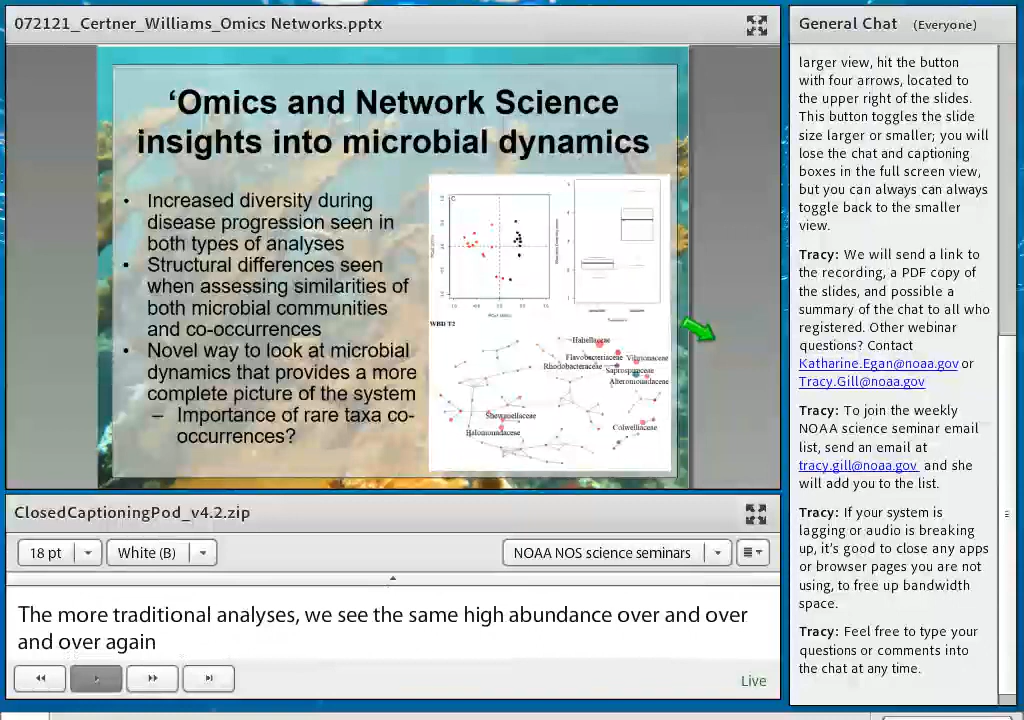 072121_Certner_Williams_Omics Networks.pptx
‘Omics and Network Science
insights into microbial dynamics
• Increased diversity during
disease progression seen in
both types of analyses
• Structural differences seen
when assessing similarities of
both microbial communities
and co-occurrences
• Novel way to look at microbial
dynamics that provides a more
complete picture of the system
– Importance of rare taxa co-
occurrences?
WBD T2
Hahellaceae
Flavobacteriaceae
Vibrionaceae
Rhodobacteraceae
Saprospiraceae
Alteromonadaceae
Shewanellaceae
Halomonadaceae
Colwelliaceae
ClosedCaptioningPod_v4.2.zip
18 pt
White (B)
NOAA NOS science seminars
The more traditional analyses, we see the same high abundance over and over
and over again
Live
General Chat (Everyone)
larger view, hit the button
with four arrows, located to
the upper right of the slides.
This button toggles the slide
size larger or smaller; you will
lose the chat and captioning
boxes in the full screen view,
but you can always can always
toggle back to the smaller
view.
Tracy: We will send a link to
the recording, a PDF copy of
the slides, and possible a
summary of the chat to all who
registered. Other webinar
questions? Contact
Katharine.Egan@noaa.gov or
Tracy.Gill@noaa.gov
Tracy: To join the weekly
NOAA science seminar email
list, send an email at
tracy.gill@noaa.gov and she
will add you to the list.
Tracy: If your system is
lagging or audio is breaking
up, it’s good to close any apps
or browser pages you are not
using, to free up bandwidth
space.
Tracy: Feel free to type your
questions or comments into
the chat at any time.